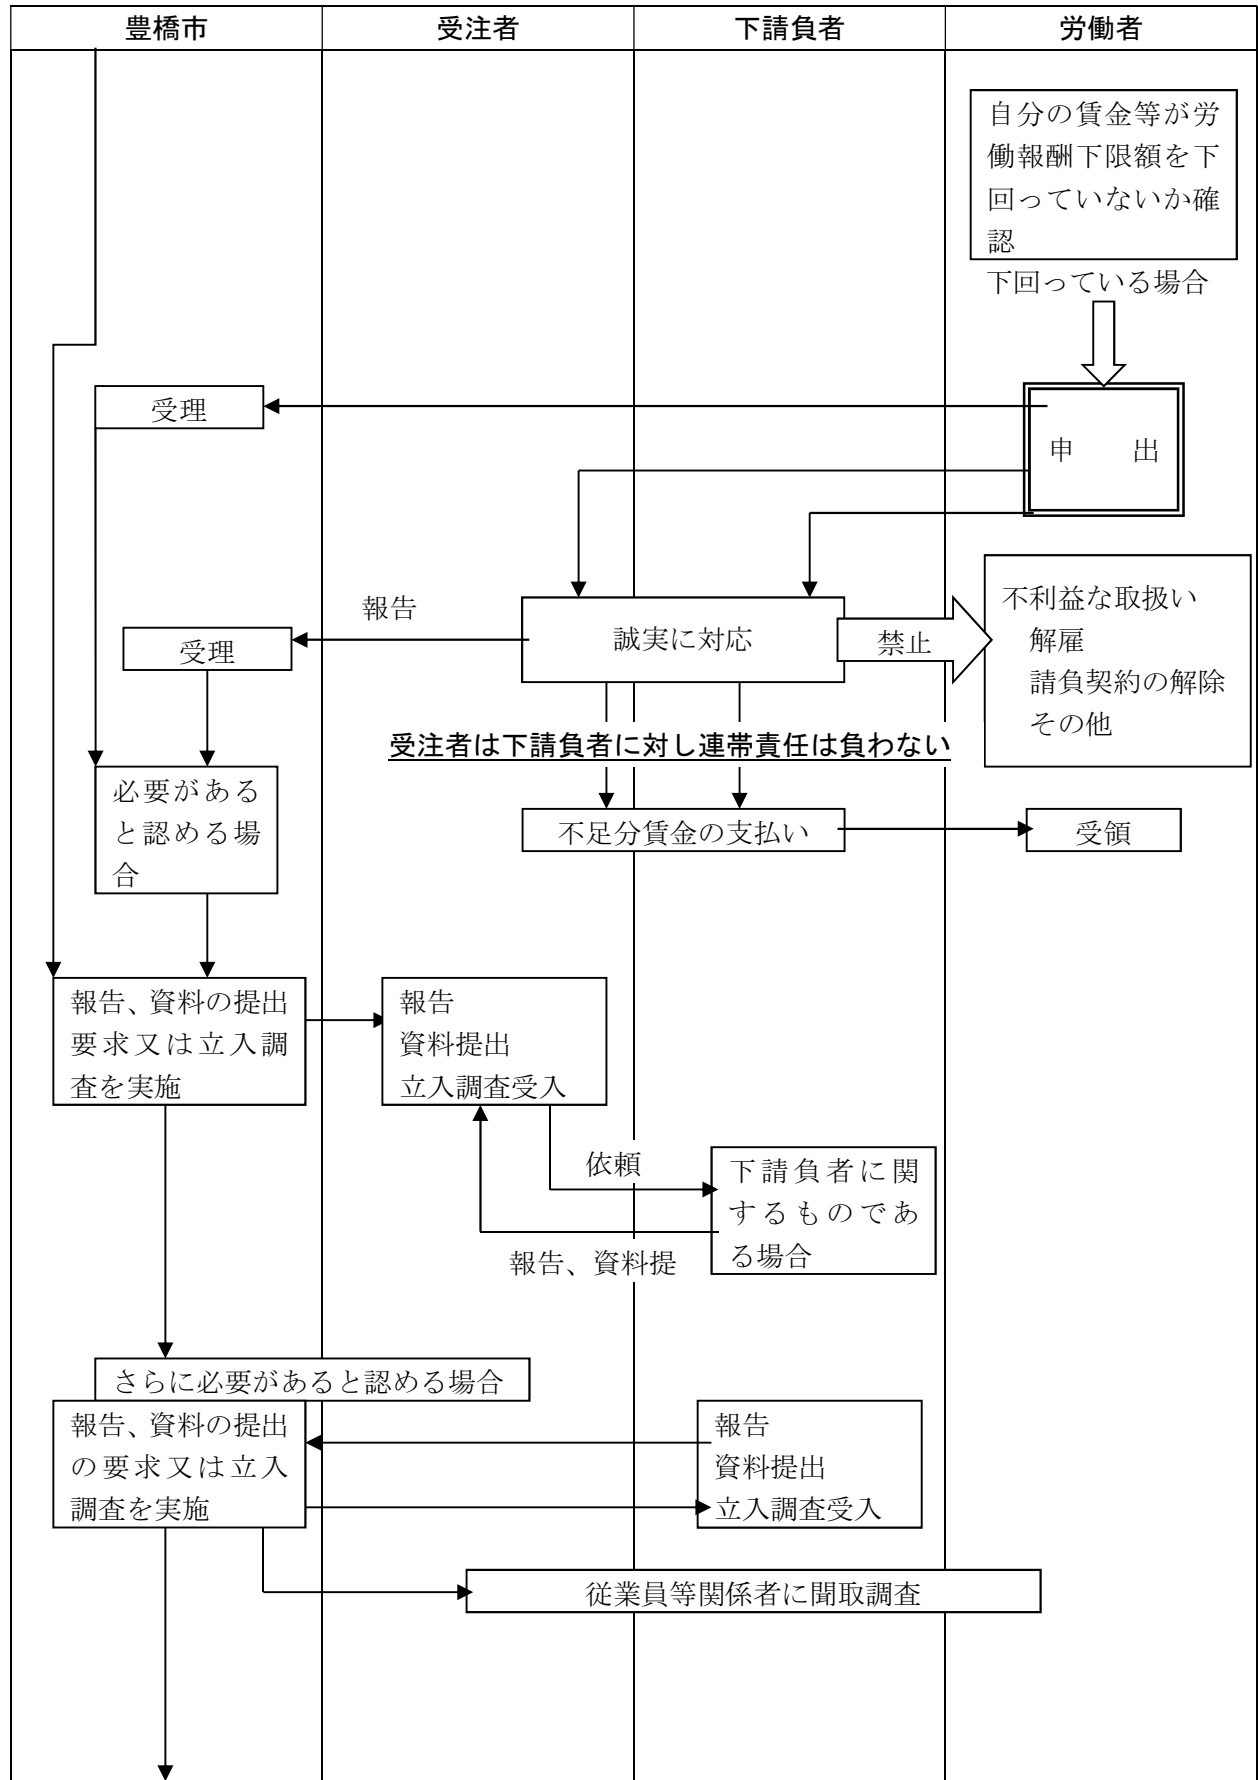 豊橋市
受注者
下請負者
労働者
自分の賃金等が労
働報酬下限額を下
回っていないか確
認
下回っている場合
受理
申　　出
報告
受理
誠実に対応
禁止
不利益な取扱い
解雇
請負契約の解除
その他
受注者は下請負者に対し連帯責任は負わない
必要がある
と認める場
合
不足分賃金の支払い
受領
報告、資料の提出
要求又は立入調
査を実施
報告
資料提出
立入調査受入
依頼
下請負者に関
するものであ
る場合
報告、資料提
さらに必要があると認める場合
報告、資料の提出
の要求又は立入
調査を実施
報告
資料提出
立入調査受入
従業員等関係者に聞取調査